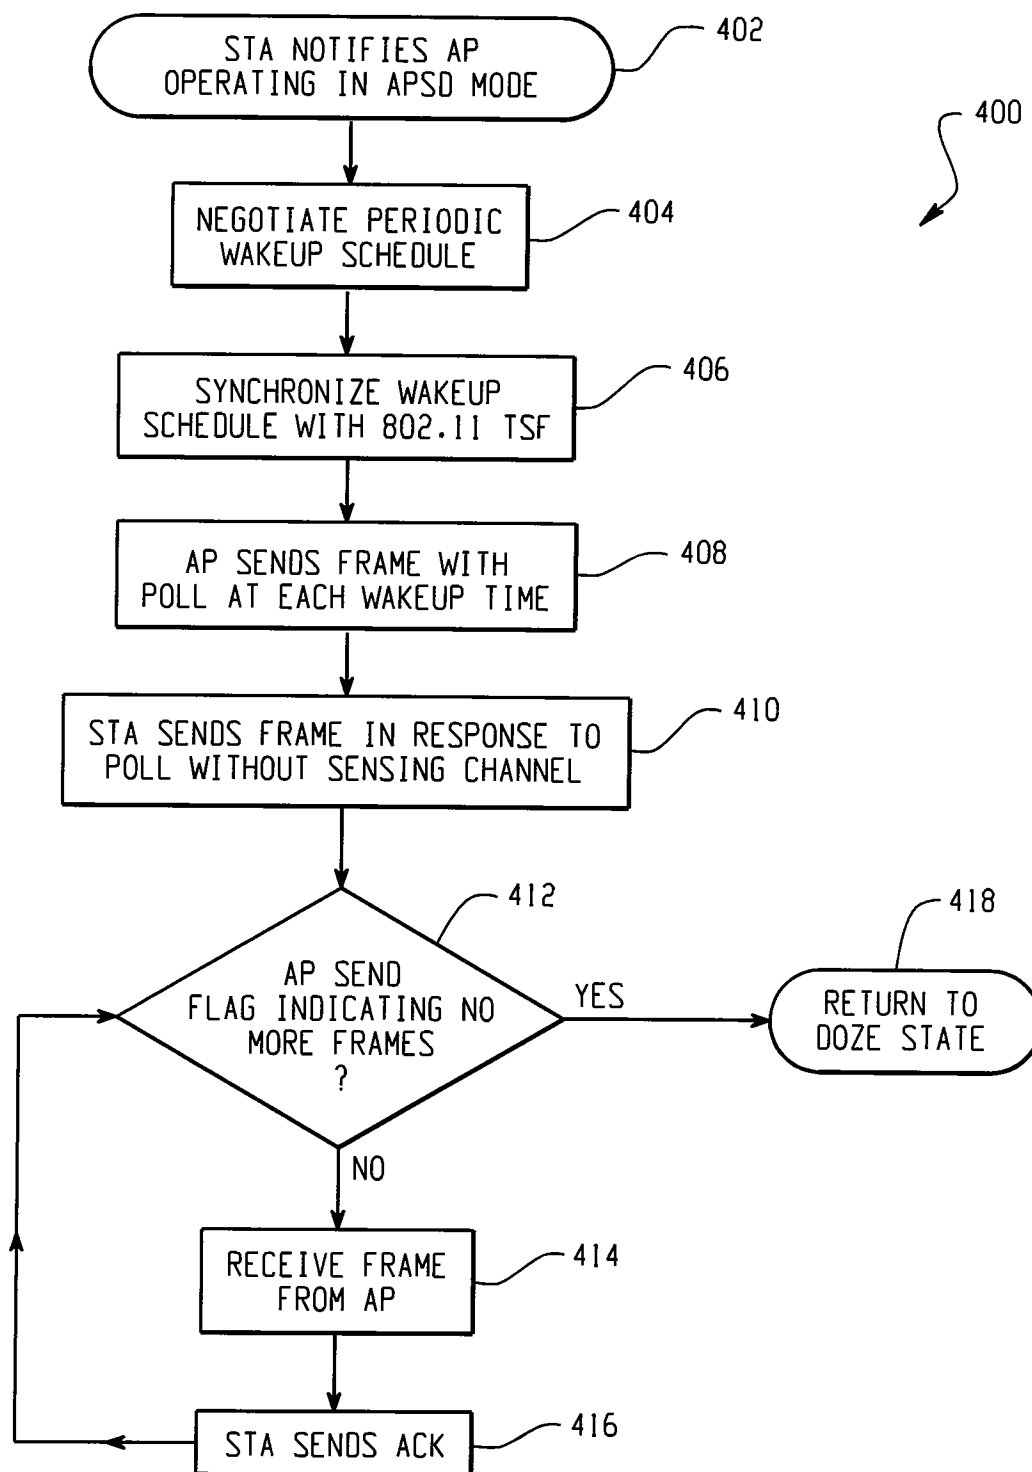 STA NOTIFIES AP
OPERATING IN APSD MODE
402
400
NEGOTIATE PERIODIC
WAKEUP SCHEDULE
404
SYNCHRONIZE WAKEUP
SCHEDULE WITH 802.11 TSF
406
AP SENDS FRAME WITH
POLL AT EACH WAKEUP TIME
408
STA SENDS FRAME IN RESPONSE TO
POLL WITHOUT SENSING CHANNEL
410
412
AP SEND
FLAG INDICATING NO
MORE FRAMES
?
YES
418
RETURN TO
DOZE STATE
NO
RECEIVE FRAME
FROM AP
414
STA SENDS ACK
416